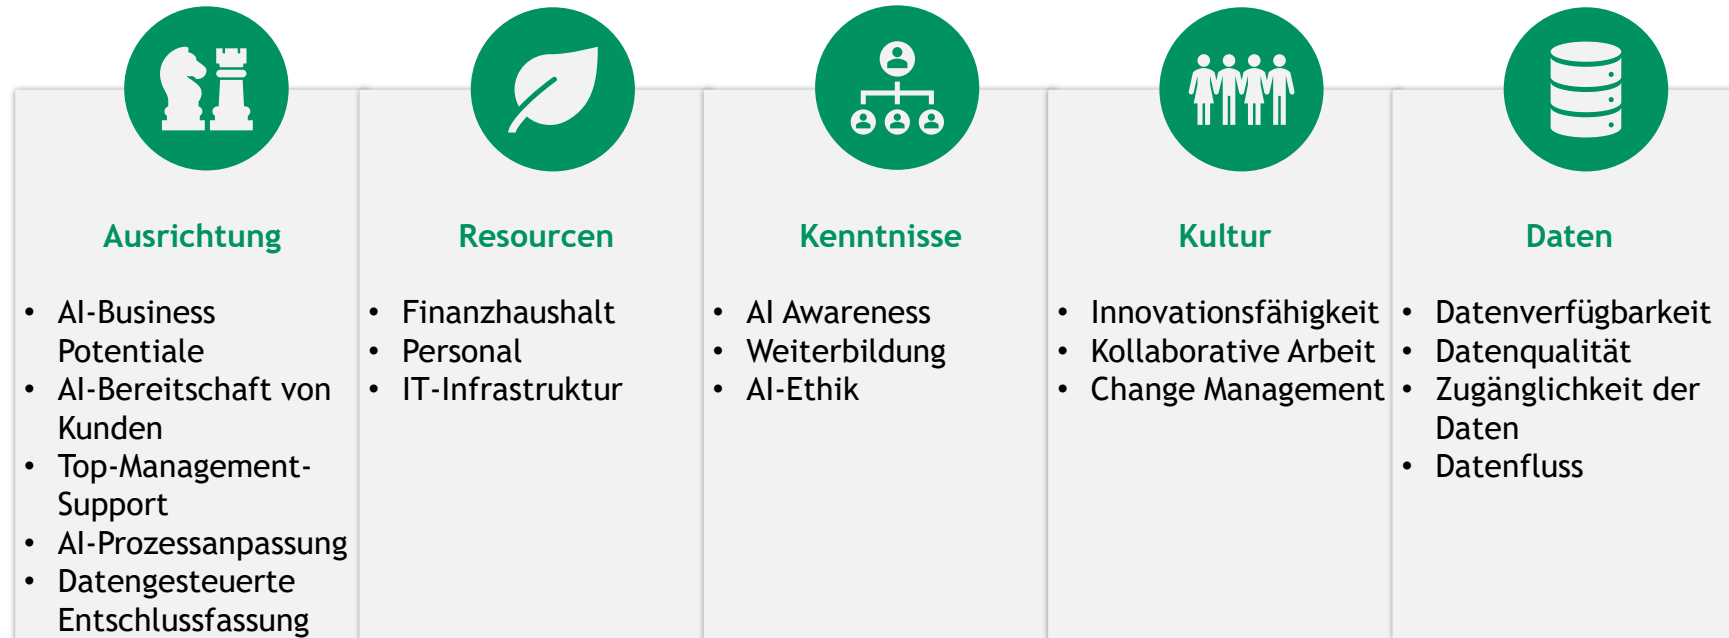 Ausrichtung
• AI-Business
Potentiale
• AI-Bereitschaft von
Kunden
• Top-Management-
Support
• AI-Prozessanpassung
• Datengesteuerte
Entschlussfassung
Resourcen
• Finanzhaushalt
• Personal
• IT-Infrastruktur
Kenntnisse
• AI Awareness
• Weiterbildung
• AI-Ethik
Kultur
• Innovationsfähigkeit
• Kollaborative Arbeit
• Change Management
Daten
• Datenverfügbarkeit
• Datenqualität
• Zugänglichkeit der
Daten
• Datenfluss